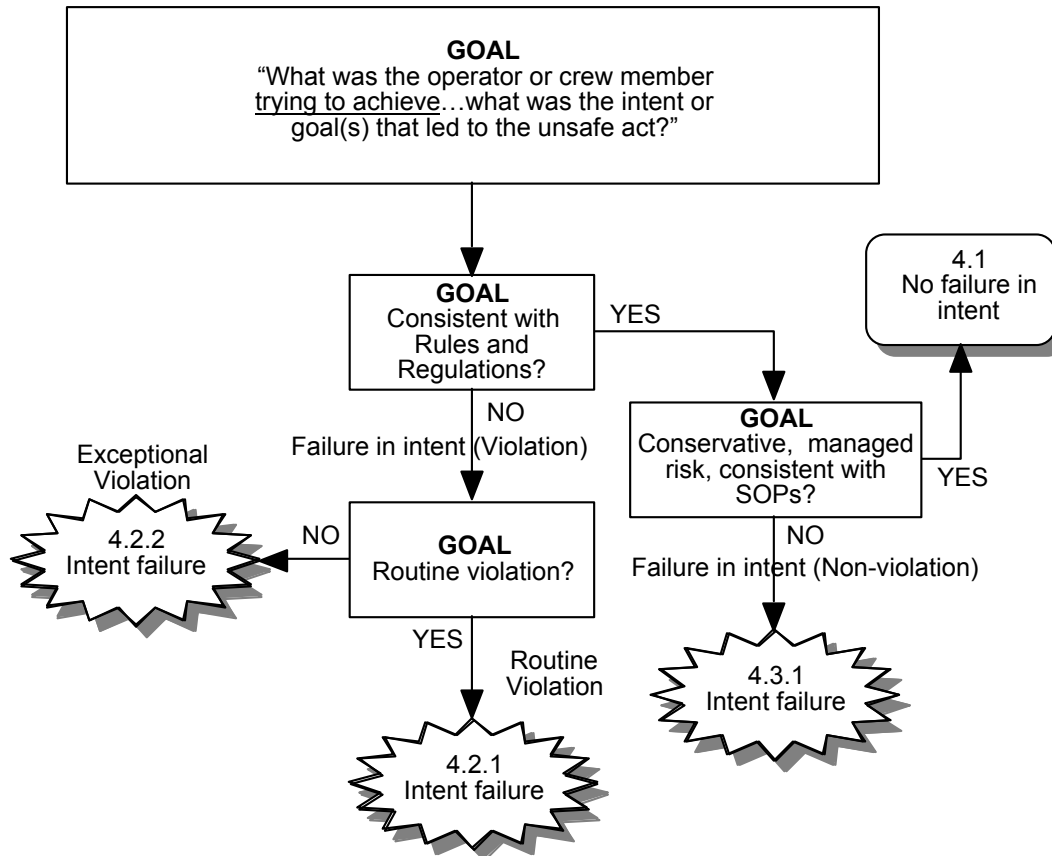 GOAL
“What was the operator or crew member
trying to achieve…what was the intent or
goal(s) that led to the unsafe act?”
4.1
No failure in
intent
GOAL
Consistent with
Rules and
Regulations?
YES
NO
Failure in intent (Violation)
GOAL
Conservative, managed
risk, consistent with
SOPs?
YES
NO
Failure in intent (Non-violation)
Exceptional
Violation
4.2.2
Intent failure
NO
GOAL
Routine violation?
YES
Routine
Violation
4.3.1
Intent failure
4.2.1
Intent failure